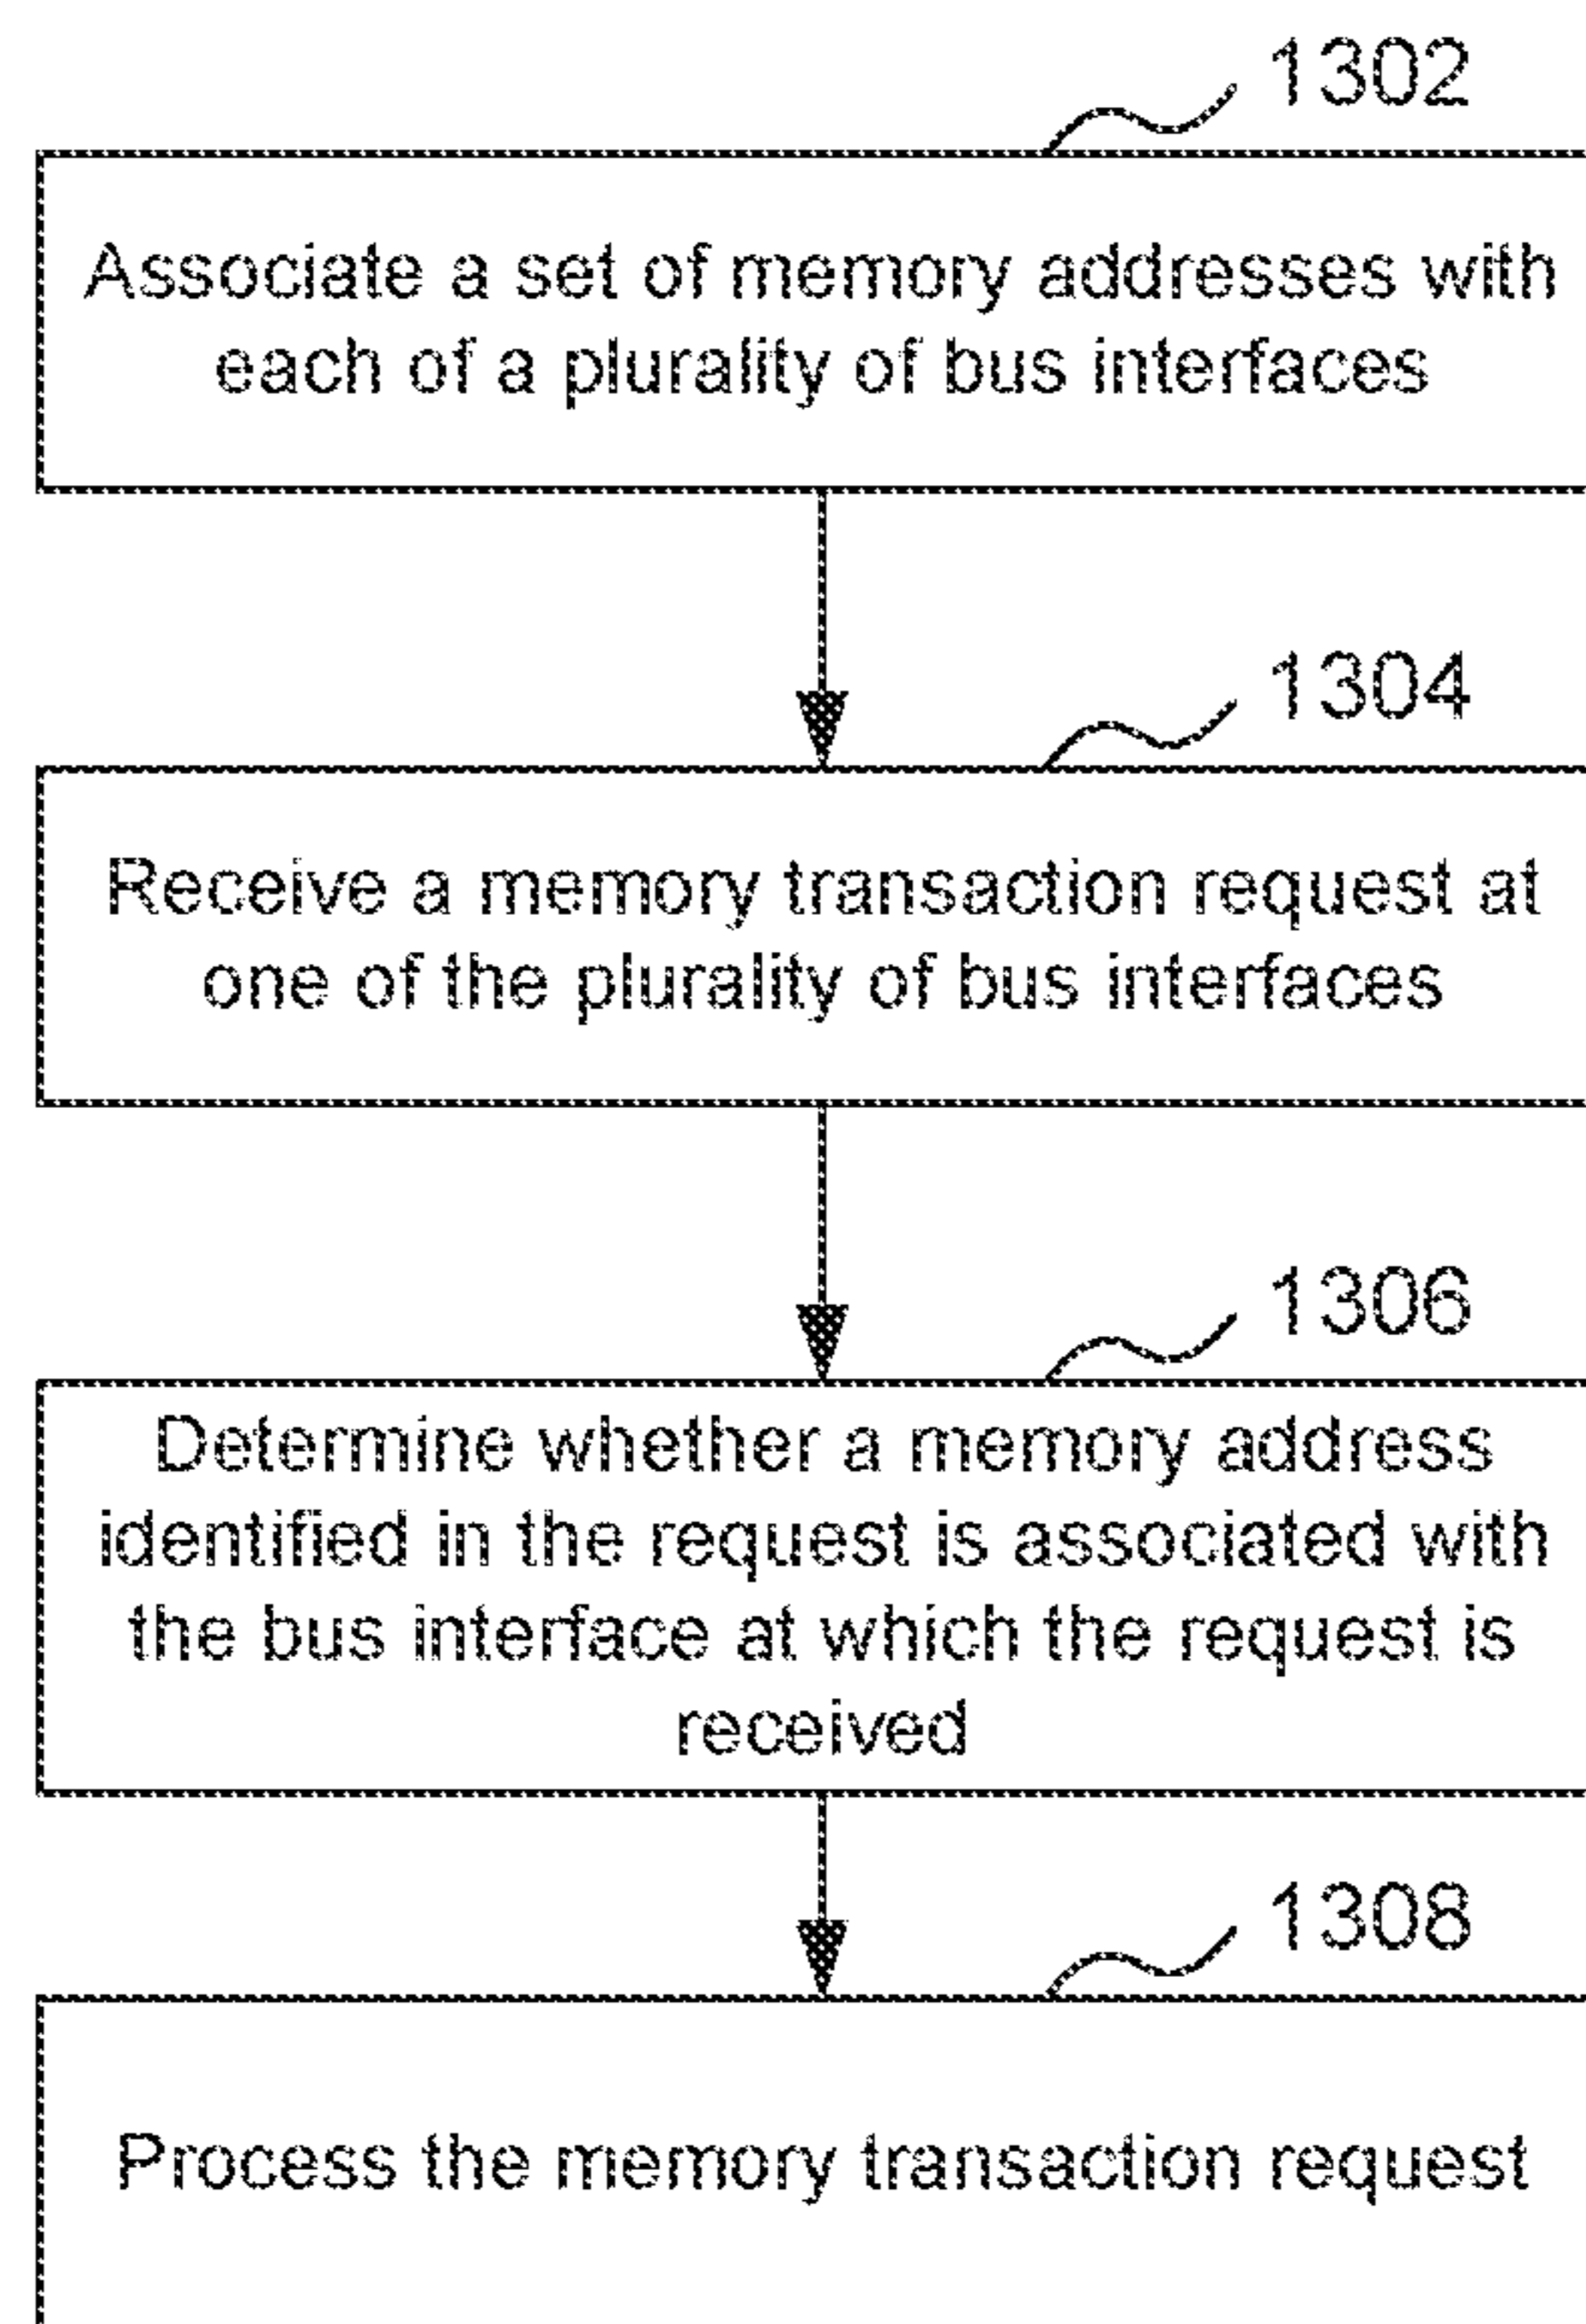 1302
Associate a set of memory addresses with
each of a plurality of bus interfaces
1304
Receive a memory transaction request at
one of the plurality of bus interfaces
1306
Determine whether a memory address
identified in the request is associated with
the bus interface at which the request is
received
1308
Process the memory transaction request